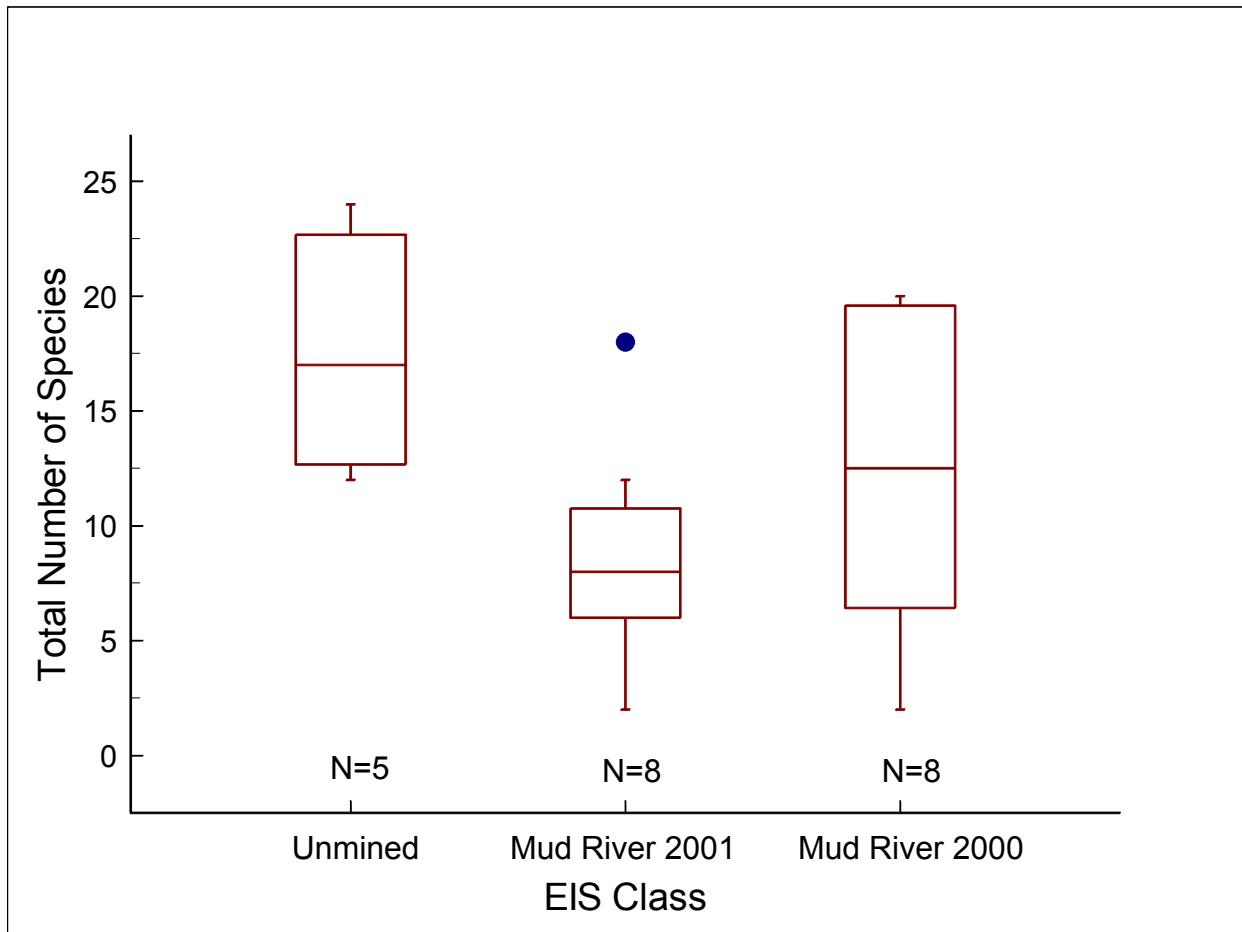 Total Number of Species
25
20
15
10
5
0
N=5 N=8 N=8
Unmined Mud River 2001 Mud River 2000
EIS Class